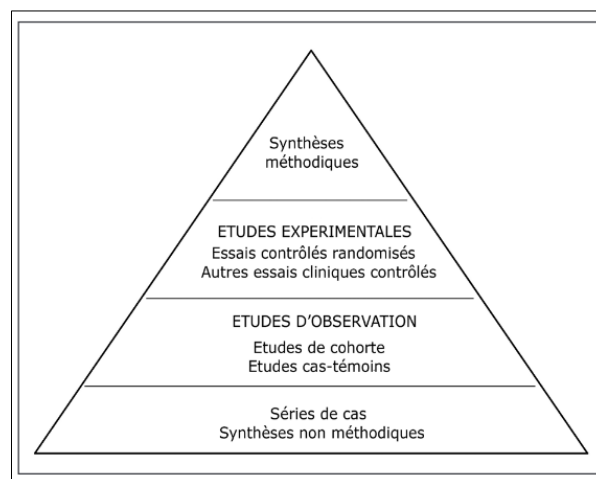 Synthèses
méthodiques
ETUDES EXPERIMENTALES
Essais contrôlés randomisés
Autres essais cliniques contrôlés
ETUDES D'OBSERVATION
Etudes de cohorte
Etudes cas-témoins
Séries de cas
Synthèses non méthodiques